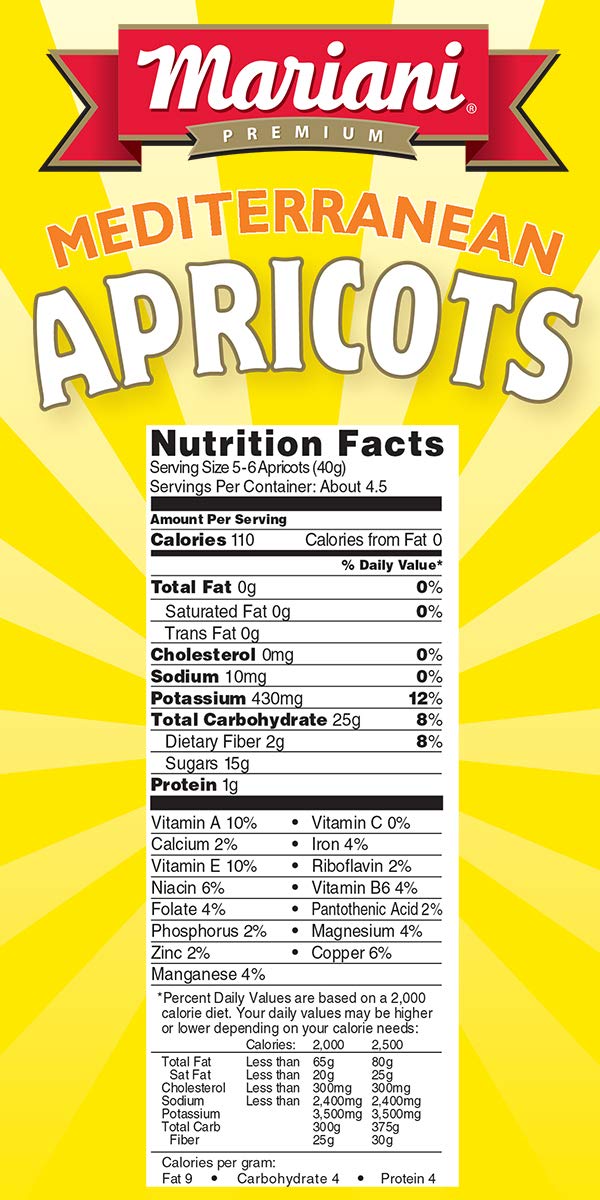 Mariani®
PREMIUM
MEDITERRANEAN
APRICOTS
Nutrition Facts
Serving Size 5-6 Apricots (40g)
Servings Per Container: About 4.5
Amount Per Serving
Calories 110 Calories from Fat 0
% Daily Value*
Total Fat 0g 0%
Saturated Fat 0g 0%
Trans Fat 0g
Cholesterol 0mg 0%
Sodium 10mg 0%
Potassium 430mg 12%
Total Carbohydrate 25g 8%
Dietary Fiber 2g 8%
Sugars 15g
Protein 1g
Vitamin A 10% • Vitamin C 0%
Calcium 2% • Iron 4%
Vitamin E 10% • Riboflavin 2%
Niacin 6% • Vitamin B6 4%
Folate 4% • Pantothenic Acid 2%
Phosphorus 2% • Magnesium 4%
Zinc 2% • Copper 6%
Manganese 4%
*Percent Daily Values are based on a 2,000
calorie diet. Your daily values may be higher
or lower depending on your calorie needs:
Calories: 2,000 2,500
Total Fat Less than 65g 80g
Sat Fat Less than 20g 25g
Cholesterol Less than 300mg 300mg
Sodium Less than 2,400mg 2,400mg
Potassium 3,500mg 3,500mg
Total Carb 300g 375g
Fiber 25g 30g
Calories per gram:
Fat 9 • Carbohydrate 4 • Protein 4